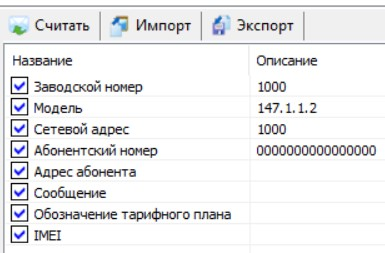 Считать Импорт Экспорт
Название Описание
Заводской номер 1000
Модель 147.1.1.2
Сетевой адрес 1000
Абонентский номер 0000000000000000
Адрес абонента
Сообщение
Обозначение тарифного плана
IMEI